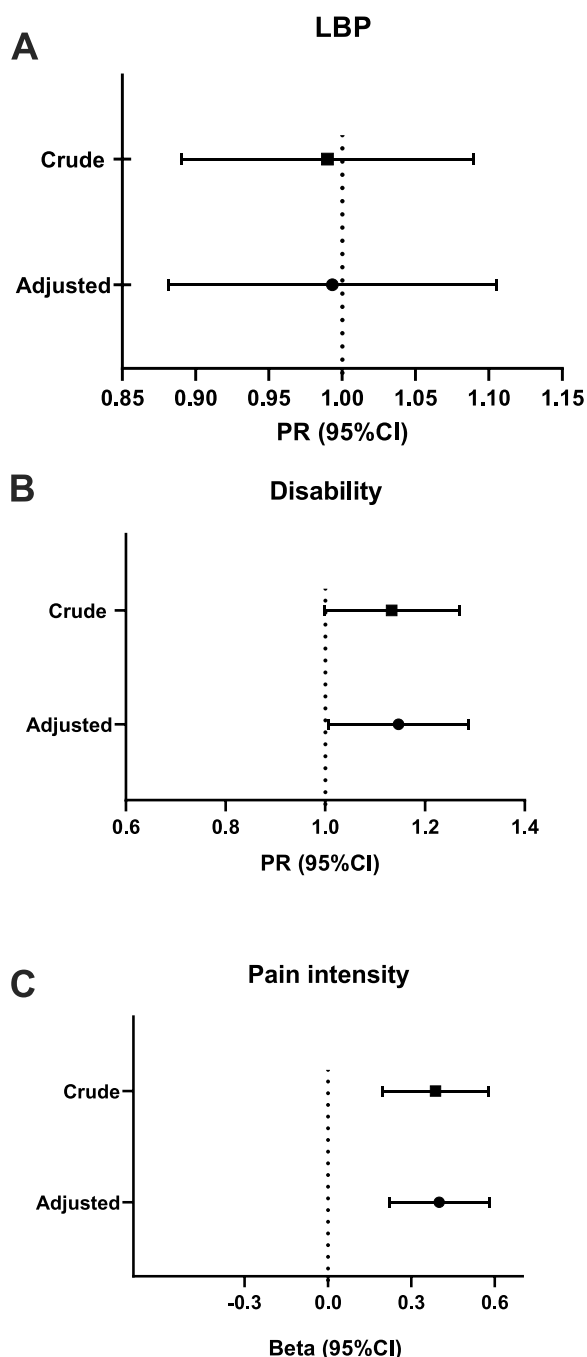 LBP
A
Crude
Adjusted
0.85 0.90 0.95 1.00 1.05 1.10 1.15
PR (95%CI)
B
Disability
Crude
Adjusted
0.6 0.8 1.0 1.2 1.4
PR (95%CI)
C
Pain intensity
Crude
Adjusted
-0.3 0.0 0.3 0.6
Beta (95%CI)